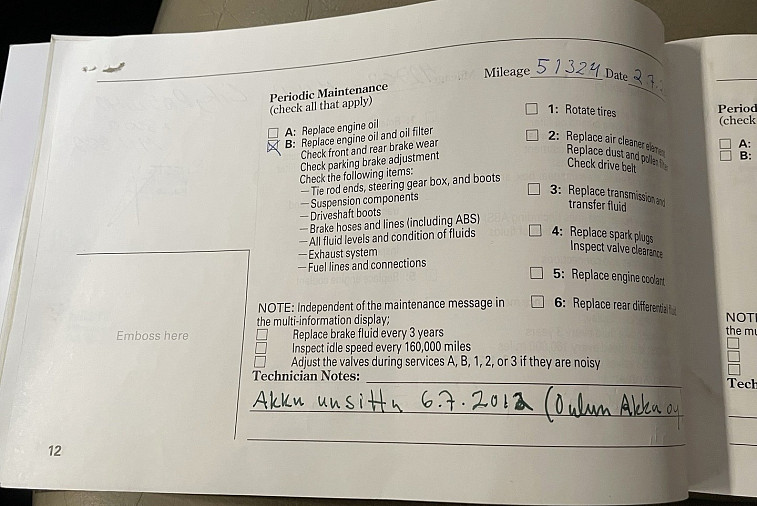 Mileage 51324 Date 2.7.
Periodic Maintenance
(check all that apply)
A: Replace engine oil
B: Replace engine oil and oil filter
Check front and rear brake wear
Check parking brake adjustment
Check the following items:
– Tie rod ends, steering gear box, and boots
– Suspension components
– Driveshaft boots
– Brake hoses and lines (including ABS)
– All fluid levels and condition of fluids
– Exhaust system
– Fuel lines and connections
1: Rotate tires
2: Replace air cleaner element
Replace dust and pollen
Check drive belt
3: Replace transmission and
transfer fluid
4: Replace spark plugs
Inspect valve clearance
5: Replace engine coolant
6: Replace rear differential
NOTE: Independent of the maintenance message in
the multi-information display;
Replace brake fluid every 3 years
Inspect idle speed every 160,000 miles
Adjust the valves during services A, B, 1, 2, or 3 if they are noisy
Technician Notes:
Akku uusittu 6.7.2012 (Oulun Akku oy
Emboss here
12
Period
(check
A:
B:
NOT
the mu
Tech